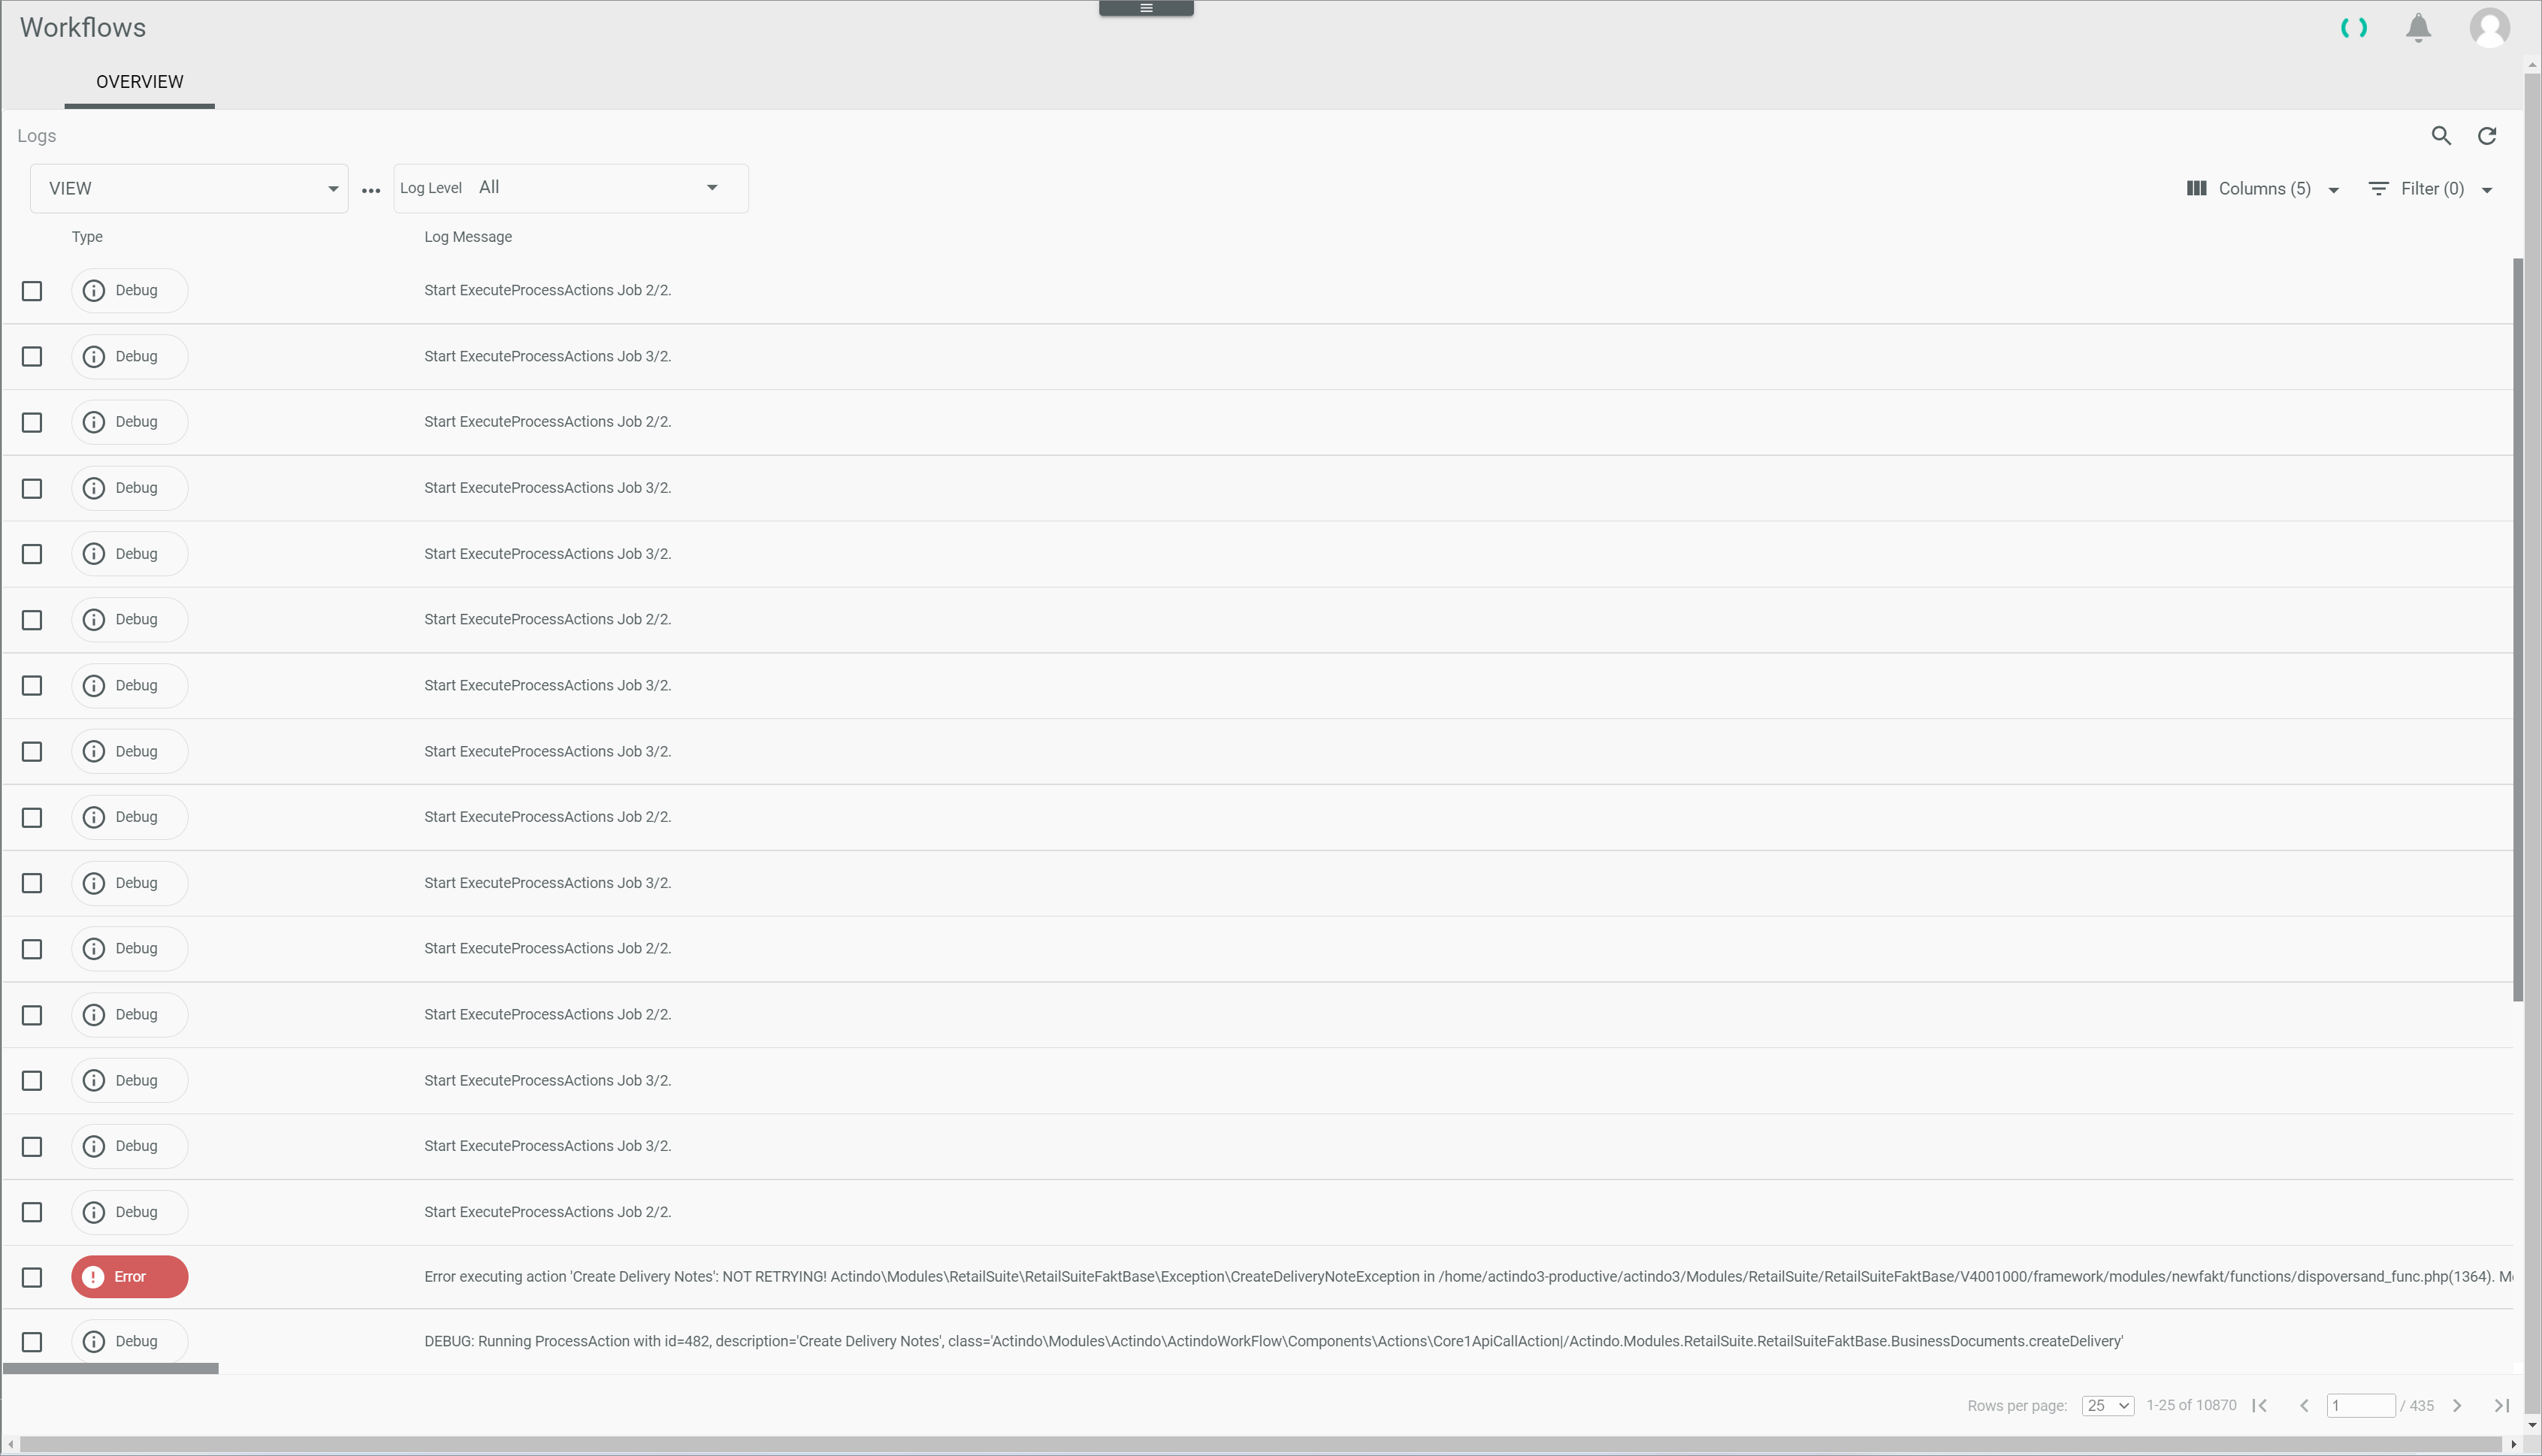 Workflows
OVERVIEW
Logs
VIEW ... Log Level All Columns (5) Filter (0)
Type Log Message
Debug Start ExecuteProcessActions Job 2/2.
Debug Start ExecuteProcessActions Job 3/2.
Debug Start ExecuteProcessActions Job 2/2.
Debug Start ExecuteProcessActions Job 3/2.
Debug Start ExecuteProcessActions Job 3/2.
Debug Start ExecuteProcessActions Job 2/2.
Debug Start ExecuteProcessActions Job 3/2.
Debug Start ExecuteProcessActions Job 3/2.
Debug Start ExecuteProcessActions Job 2/2.
Debug Start ExecuteProcessActions Job 3/2.
Debug Start ExecuteProcessActions Job 2/2.
Debug Start ExecuteProcessActions Job 2/2.
Debug Start ExecuteProcessActions Job 3/2.
Debug Start ExecuteProcessActions Job 3/2.
Debug Start ExecuteProcessActions Job 2/2.
Error Error executing action 'Create Delivery Notes': NOT RETRYING! Actindo\Modules\RetailSuite\RetailSuiteFaktBase\Exception\CreateDeliveryNoteException in /home/actindo3-productive/actindo3/Modules/RetailSuite/RetailSuiteFaktBase/V4001000/framework/modules/newfakt/functions/dispoversand_func.php(1364).
Debug DEBUG: Running ProcessAction with id=482, description='Create Delivery Notes', class='Actindo\Modules\Actindo\ActindoWorkFlow\Components\Actions\Core1ApiCallAction|/Actindo.Modules.RetailSuite.RetailSuiteFaktBase.BusinessDocuments.createDelivery'
Rows per page: 25 1-25 of 10870 1 / 435